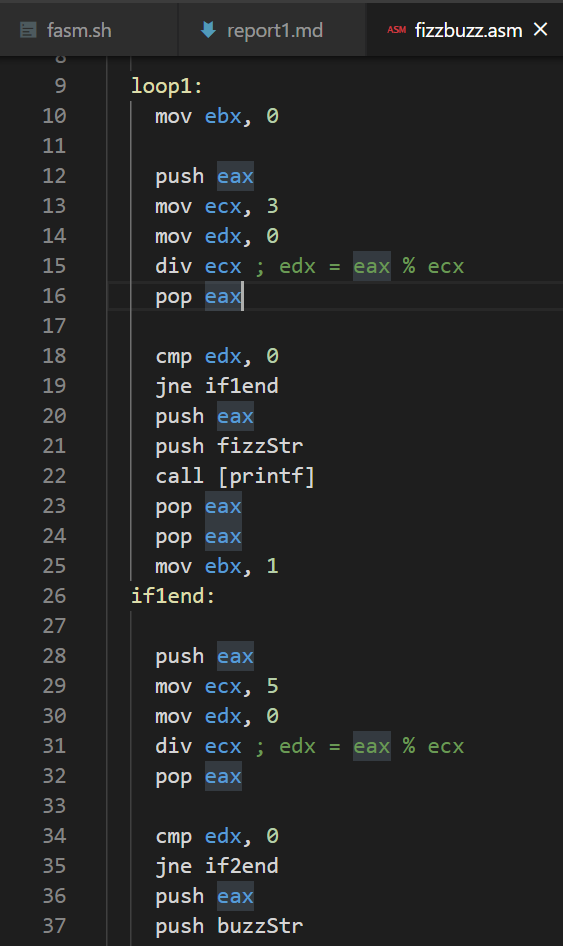 fasm.sh report1.md ASM fizzbuzz.asm
8
9 loop1:
10 mov ebx, 0
11
12 push eax
13 mov ecx, 3
14 mov edx, 0
15 div ecx ; edx = eax % ecx
16 pop eax
17
18 cmp edx, 0
19 jne if1end
20 push eax
21 push fizzStr
22 call [printf]
23 pop eax
24 pop eax
25 mov ebx, 1
26 if1end:
27
28 push eax
29 mov ecx, 5
30 mov edx, 0
31 div ecx ; edx = eax % ecx
32 pop eax
33
34 cmp edx, 0
35 jne if2end
36 push eax
37 push buzzStr